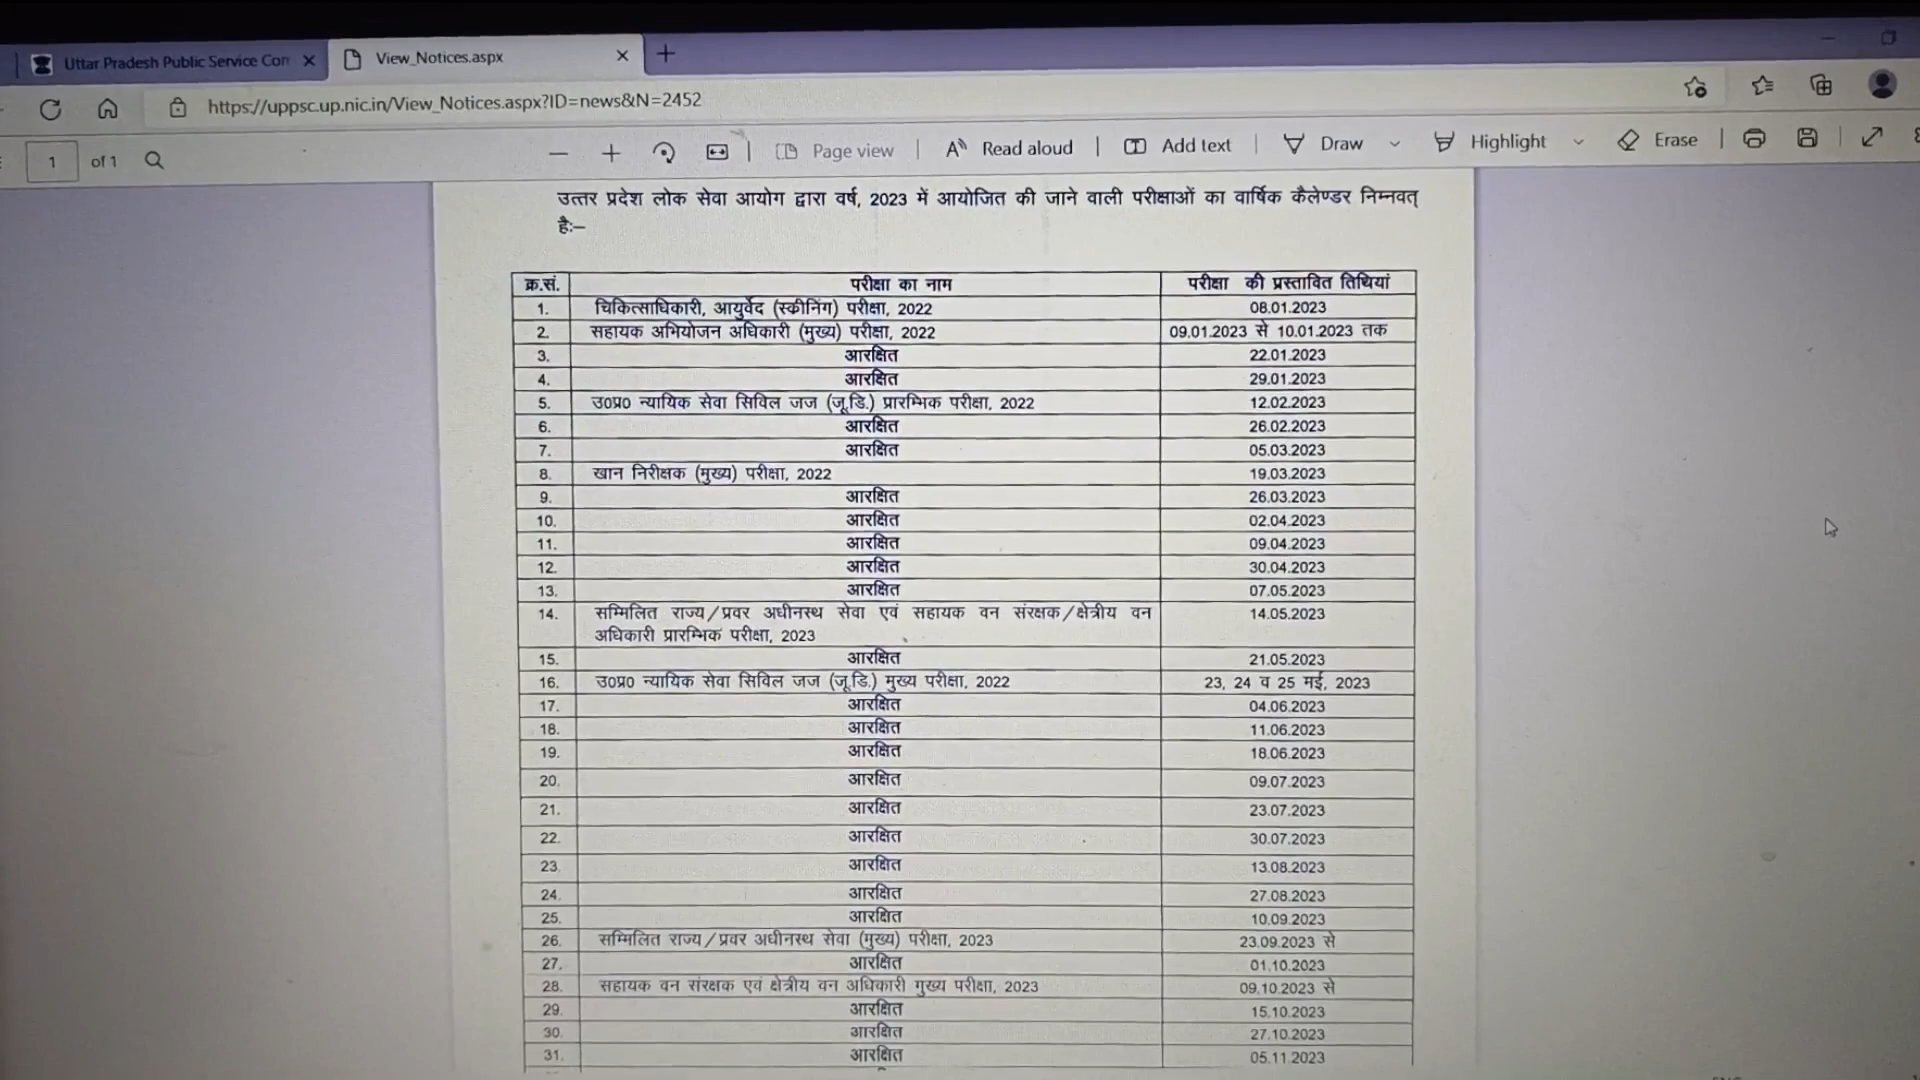 Uttar Pradesh Public Service Con
View_Notices.aspx
https://uppsc.up.nic.in/View_Notices.aspx?ID=news&N=2452
1 of 1 Page view Read aloud Add text Draw Highlight Erase
उत्तर प्रदेश लोक सेवा आयोग द्वारा वर्ष, 2023 में आयोजित की जाने वाली परीक्षाओं का वार्षिक कैलेण्डर निम्नवत्
है:–
क्र.सं. परीक्षा का नाम परीक्षा की प्रस्तावित तिथियां
1. चिकित्साधिकारी, आयुर्वेद (स्क्रीनिंग) परीक्षा, 2022 08.01.2023
2. सहायक अभियोजन अधिकारी (मुख्य) परीक्षा, 2022 09.01.2023 से 10.01.2023 तक
3. आरक्षित 22.01.2023
4. आरक्षित 29.01.2023
5. उ0प्र0 न्यायिक सेवा सिविल जज (जू.डि.) प्रारम्भिक परीक्षा, 2022 12.02.2023
6. आरक्षित 26.02.2023
7. आरक्षित 05.03.2023
8. खान निरीक्षक (मुख्य) परीक्षा, 2022 19.03.2023
9. आरक्षित 26.03.2023
10. आरक्षित 02.04.2023
11. आरक्षित 09.04.2023
12. आरक्षित 30.04.2023
13. आरक्षित 07.05.2023
14. सम्मिलित राज्य/प्रवर अधीनस्थ सेवा एवं सहायक वन संरक्षक/क्षेत्रीय वन 14.05.2023
अधिकारी प्रारम्भिक परीक्षा, 2023
15. आरक्षित 21.05.2023
16. उ0प्र0 न्यायिक सेवा सिविल जज (जू.डि.) मुख्य परीक्षा, 2022 23, 24 व 25 मई, 2023
17. आरक्षित 04.06.2023
18. आरक्षित 11.06.2023
19. आरक्षित 18.06.2023
20. आरक्षित 09.07.2023
21. आरक्षित 23.07.2023
22. आरक्षित 30.07.2023
23. आरक्षित 13.08.2023
24. आरक्षित 27.08.2023
25. आरक्षित 10.09.2023
26. सम्मिलित राज्य/प्रवर अधीनस्थ सेवा (मुख्य) परीक्षा, 2023 23.09.2023 से
27. आरक्षित 01.10.2023
28. सहायक वन संरक्षक एवं क्षेत्रीय वन अधिकारी मुख्य परीक्षा, 2023 09.10.2023 से
29. आरक्षित 15.10.2023
30. आरक्षित 27.10.2023
31. आरक्षित 05.11.2023